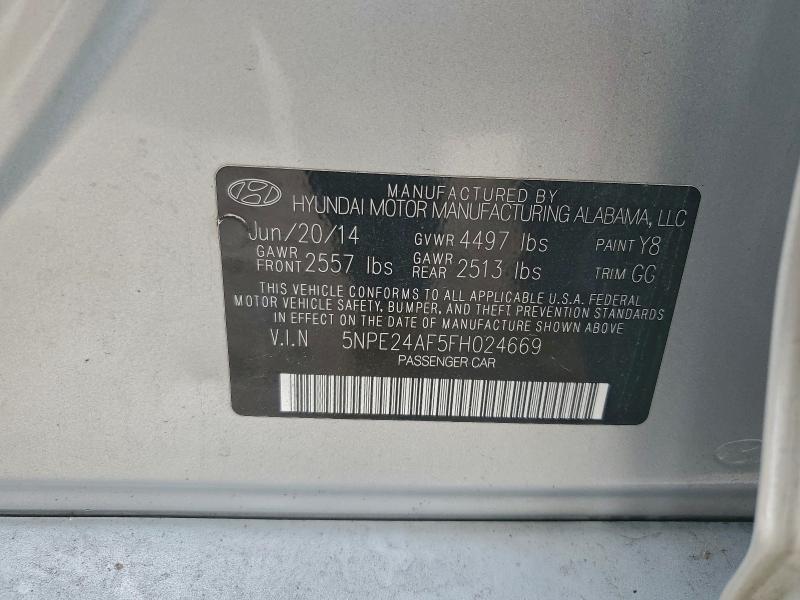 MANUFACTURED BY
HYUNDAI MOTOR MANUFACTURING ALABAMA, LLC
Jun/20/14 GVWR 4497 lbs PAINT Y8
GAWR FRONT 2557 lbs GAWR REAR 2513 lbs TRIM GG
THIS VEHICLE CONFORMS TO ALL APPLICABLE U.S.A. FEDERAL
MOTOR VEHICLE SAFETY, BUMPER, AND THEFT PREVENTION STANDARDS
IN EFFECT ON THE DATE OF MANUFACTURE SHOWN ABOVE
V.I.N 5NPE24AF5FH024669
PASSENGER CAR